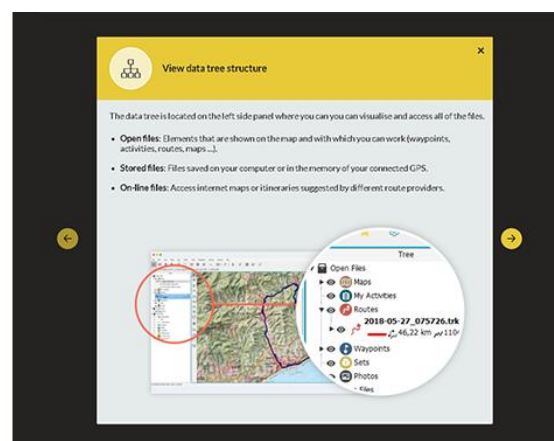 View data tree structure
×
The data tree is located on the left side panel where you can you can visualise and access all of the files.
• Open files: Elements that are shown on the map and with which you can work (waypoints,
activities, routes, maps ...).
• Stored files: Files saved on your computer or in the memory of your connected GPS.
• On-line files: Access internet maps or itineraries suggested by different route providers.
Tree
Open Files
Maps
My Activities
Routes
2018-05-27_075726.trk
46,22 km 110
Waypoints
Sets
Photos
Files